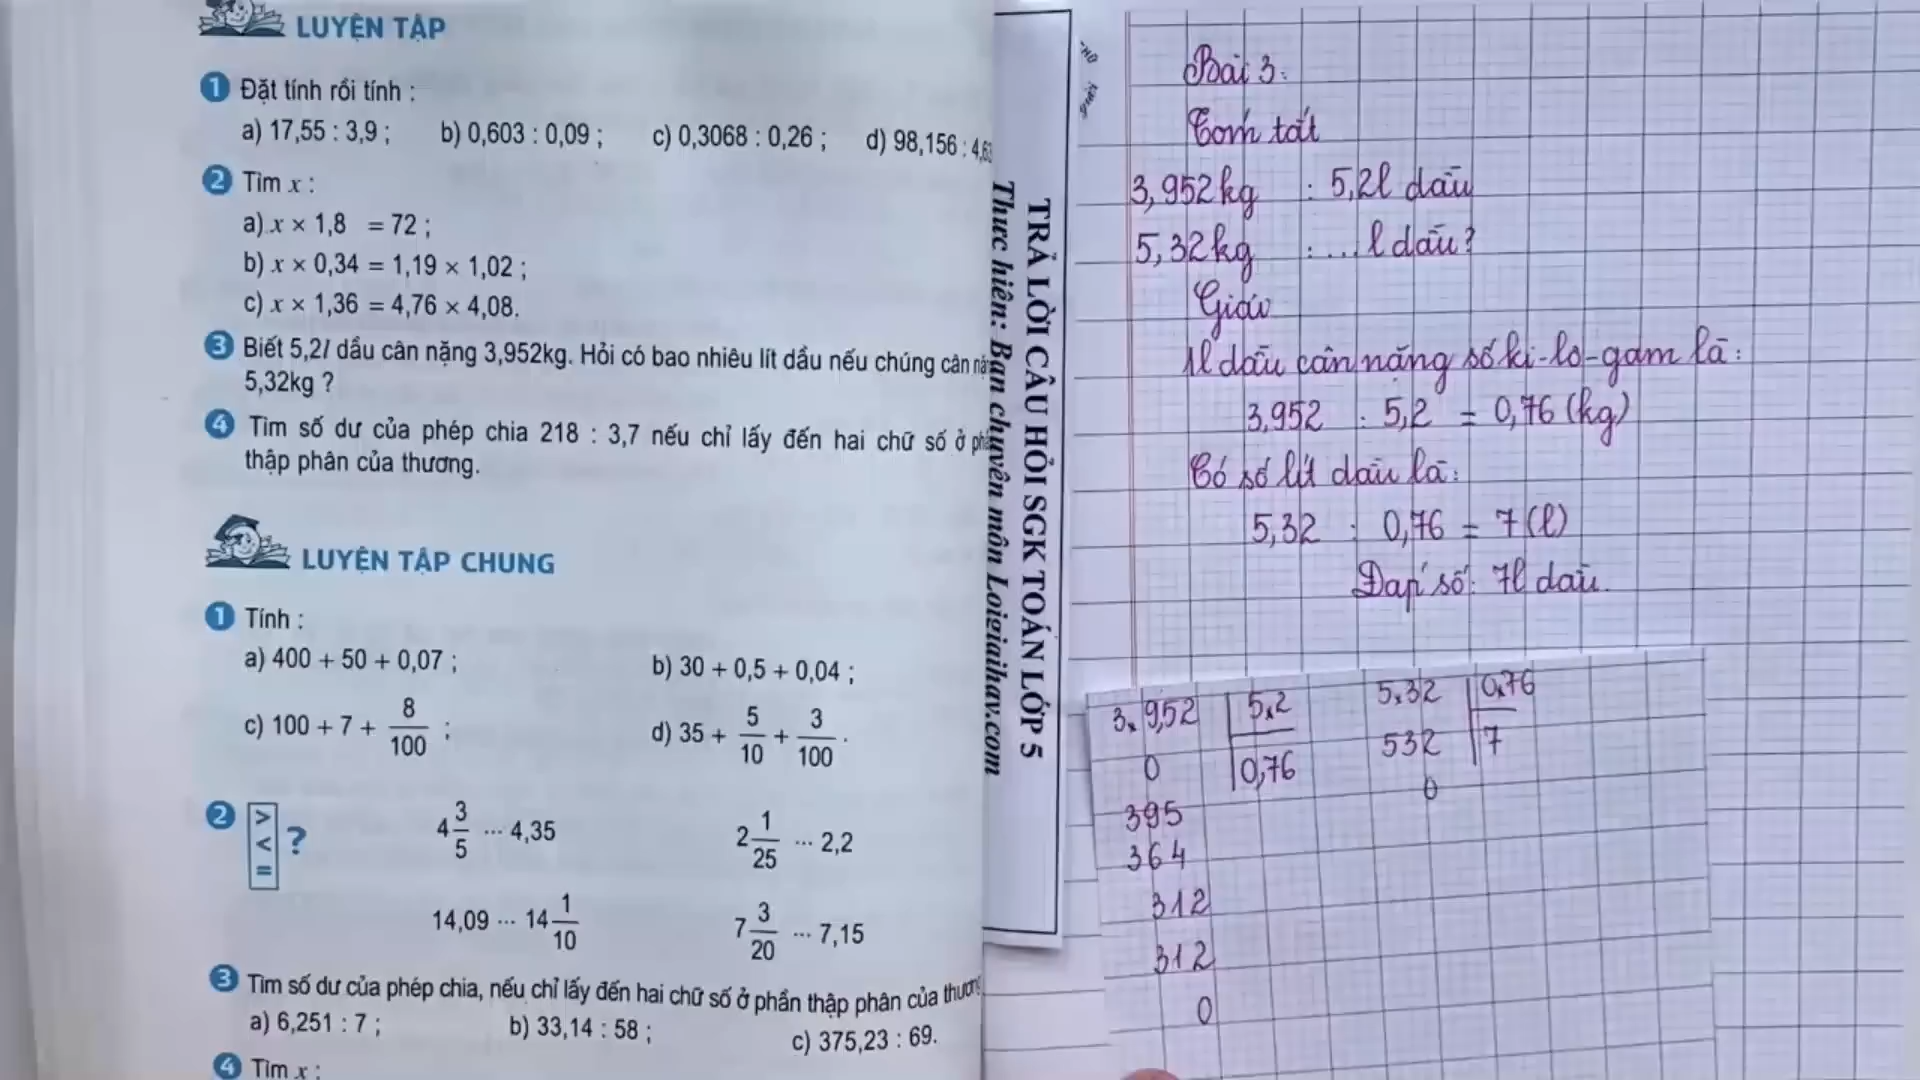 LUYỆN TẬP
1 Đặt tính rồi tính :
a) 17,55 : 3,9 ; b) 0,603 : 0,09 ; c) 0,3068 : 0,26 ; d) 98,156 : 4,63
2 Tìm x :
a) x × 1,8 = 72 ;
b) x × 0,34 = 1,19 × 1,02 ;
c) x × 1,36 = 4,76 × 4,08.
3 Biết 5,2l dầu cân nặng 3,952kg. Hỏi có bao nhiêu lít dầu nếu chúng cân
5,32kg ?
4 Tìm số dư của phép chia 218 : 3,7 nếu chỉ lấy đến hai chữ số ở
thập phân của thương.
LUYỆN TẬP CHUNG
1 Tính :
a) 400 + 50 + 0,07 ; b) 30 + 0,5 + 0,04 ;
c) 100 + 7 + 8/100 ; d) 35 + 5/10 + 3/100 .
2 > < = ? 4 3/5 ... 4,35 2 1/25 ... 2,2
14,09 ... 14 1/10 7 3/20 ... 7,15
3 Tìm số dư của phép chia, nếu chỉ lấy đến hai chữ số ở phần thập phân của thương
a) 6,251 : 7 ; b) 33,14 : 58 ; c) 375,23 : 69.
4 Tìm x :
TRẢ LỜI CÂU HỎI SGK TOÁN LỚP 5
Thực hiện: Ban chuyên môn Loigiaihay.com
Bài 3:
Tóm tắt
3,952kg : 5,2l dầu
5,32kg : ... l dầu?
Giải
1l dầu cân nặng số ki-lo-gam là:
3,952 : 5,2 = 0,76 (kg)
Có số lít dầu là:
5,32 : 0,76 = 7 (l)
Đáp số: 7l dầu.
3,9,52 5,2 5,32 0,76
0 0,76 532 7
0
395
364
312
312
0